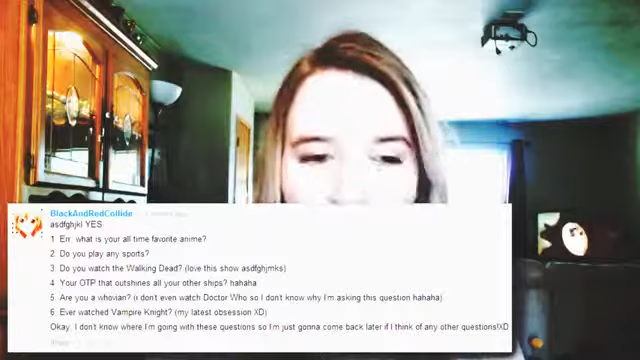 BlackAndRedCollide
asdfghjkl YES
1. Err. what is your all time favorite anime?
2. Do you play any sports?
3. Do you watch the Walking Dead? (love this show asdfghjmks)
4. Your OTP that outshines all your other ships? hahaha
5. Are you a whovian? (i don't even watch Doctor Who so I don't know why I'm asking this question hahaha)
6. Ever watched Vampire Knight? (my latest obsession XD)
Okay, I don't know where I'm going with these questions so I'm just gonna come back later if I think of any other questions!XD